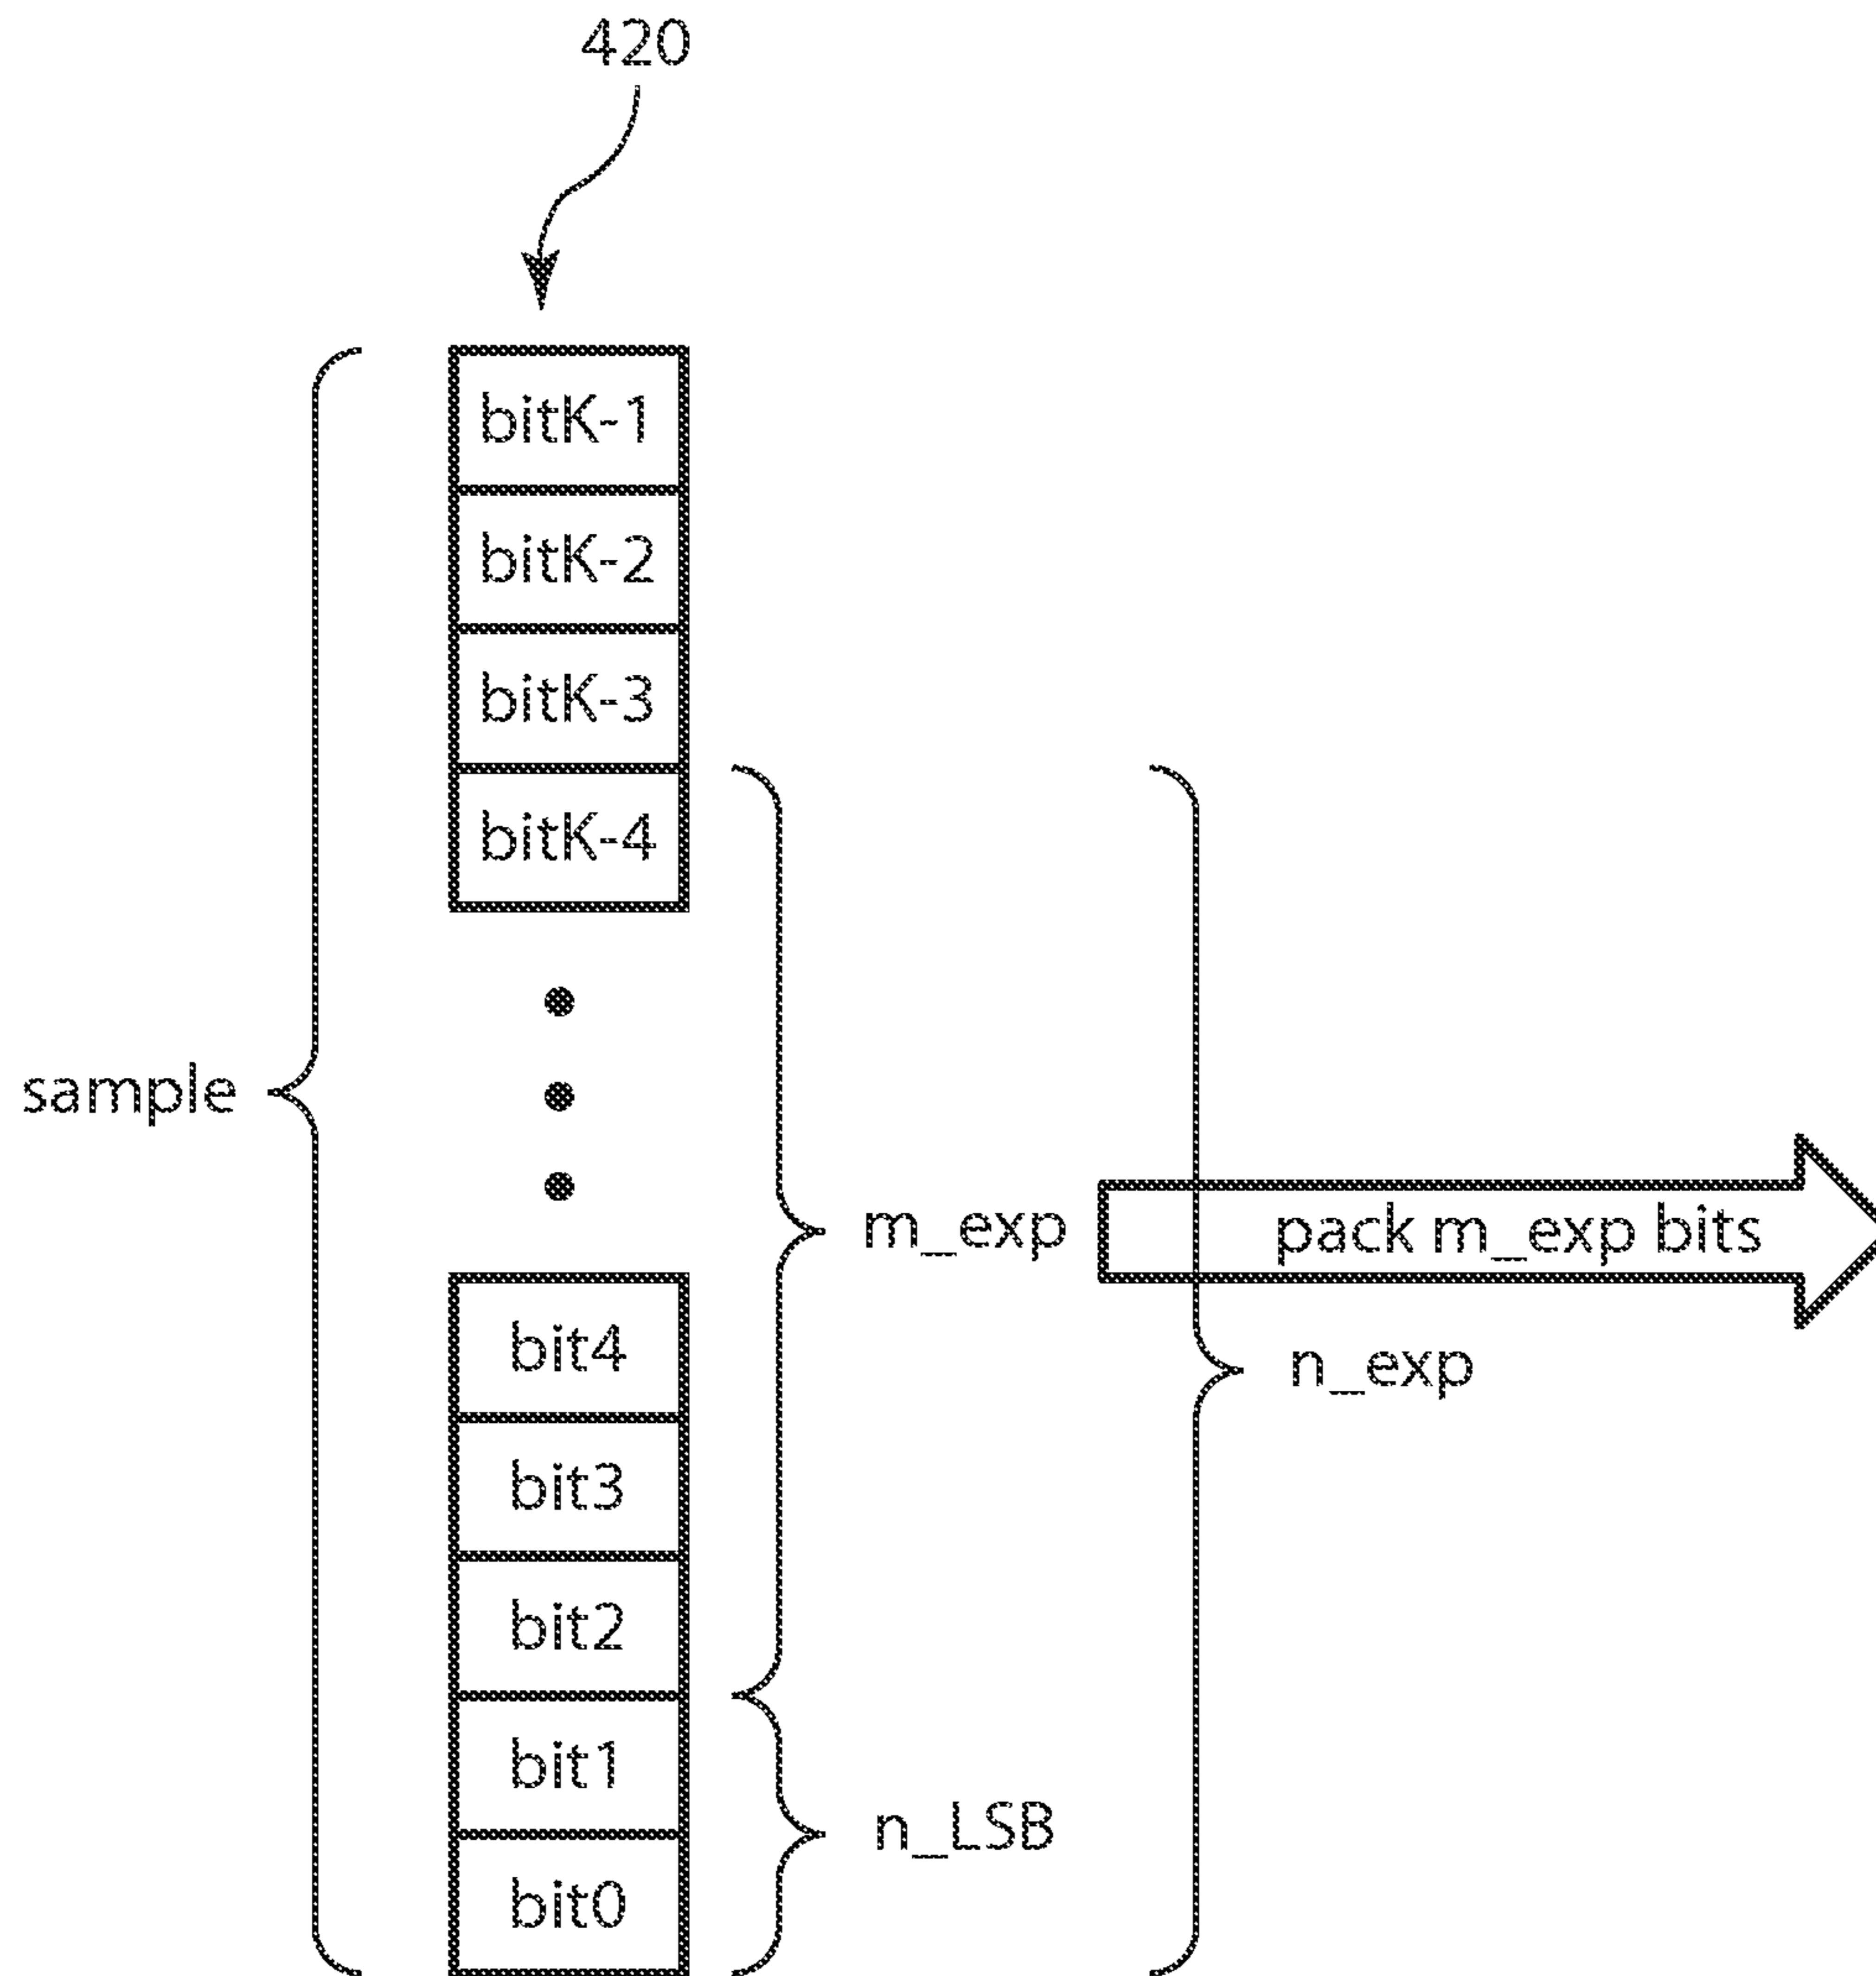 420
bitK-1
bitK-2
bitK-3
bitK-4
sample
m_exp
pack m_exp bits
bit4
n_exp
bit3
bit2
bit1
n_LSB
bit0